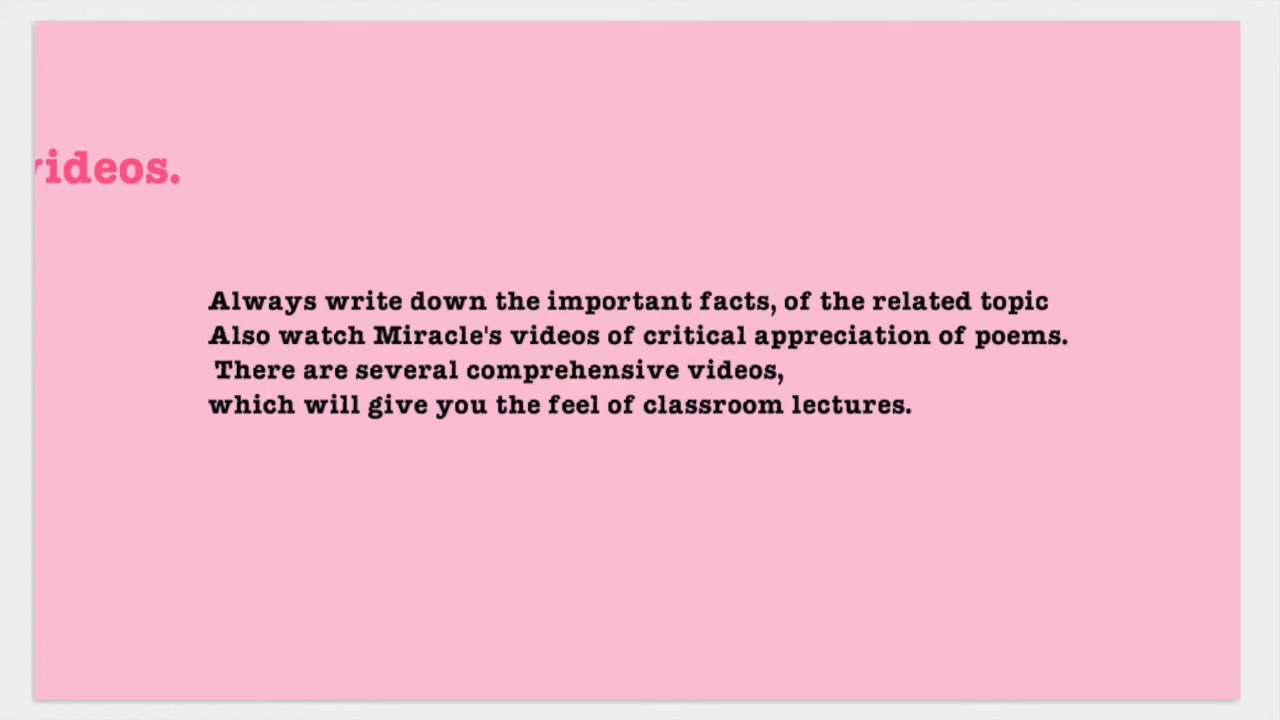 videos.
Always write down the important facts, of the related topic
Also watch Miracle's videos of critical appreciation of poems.
There are several comprehensive videos,
which will give you the feel of classroom lectures.